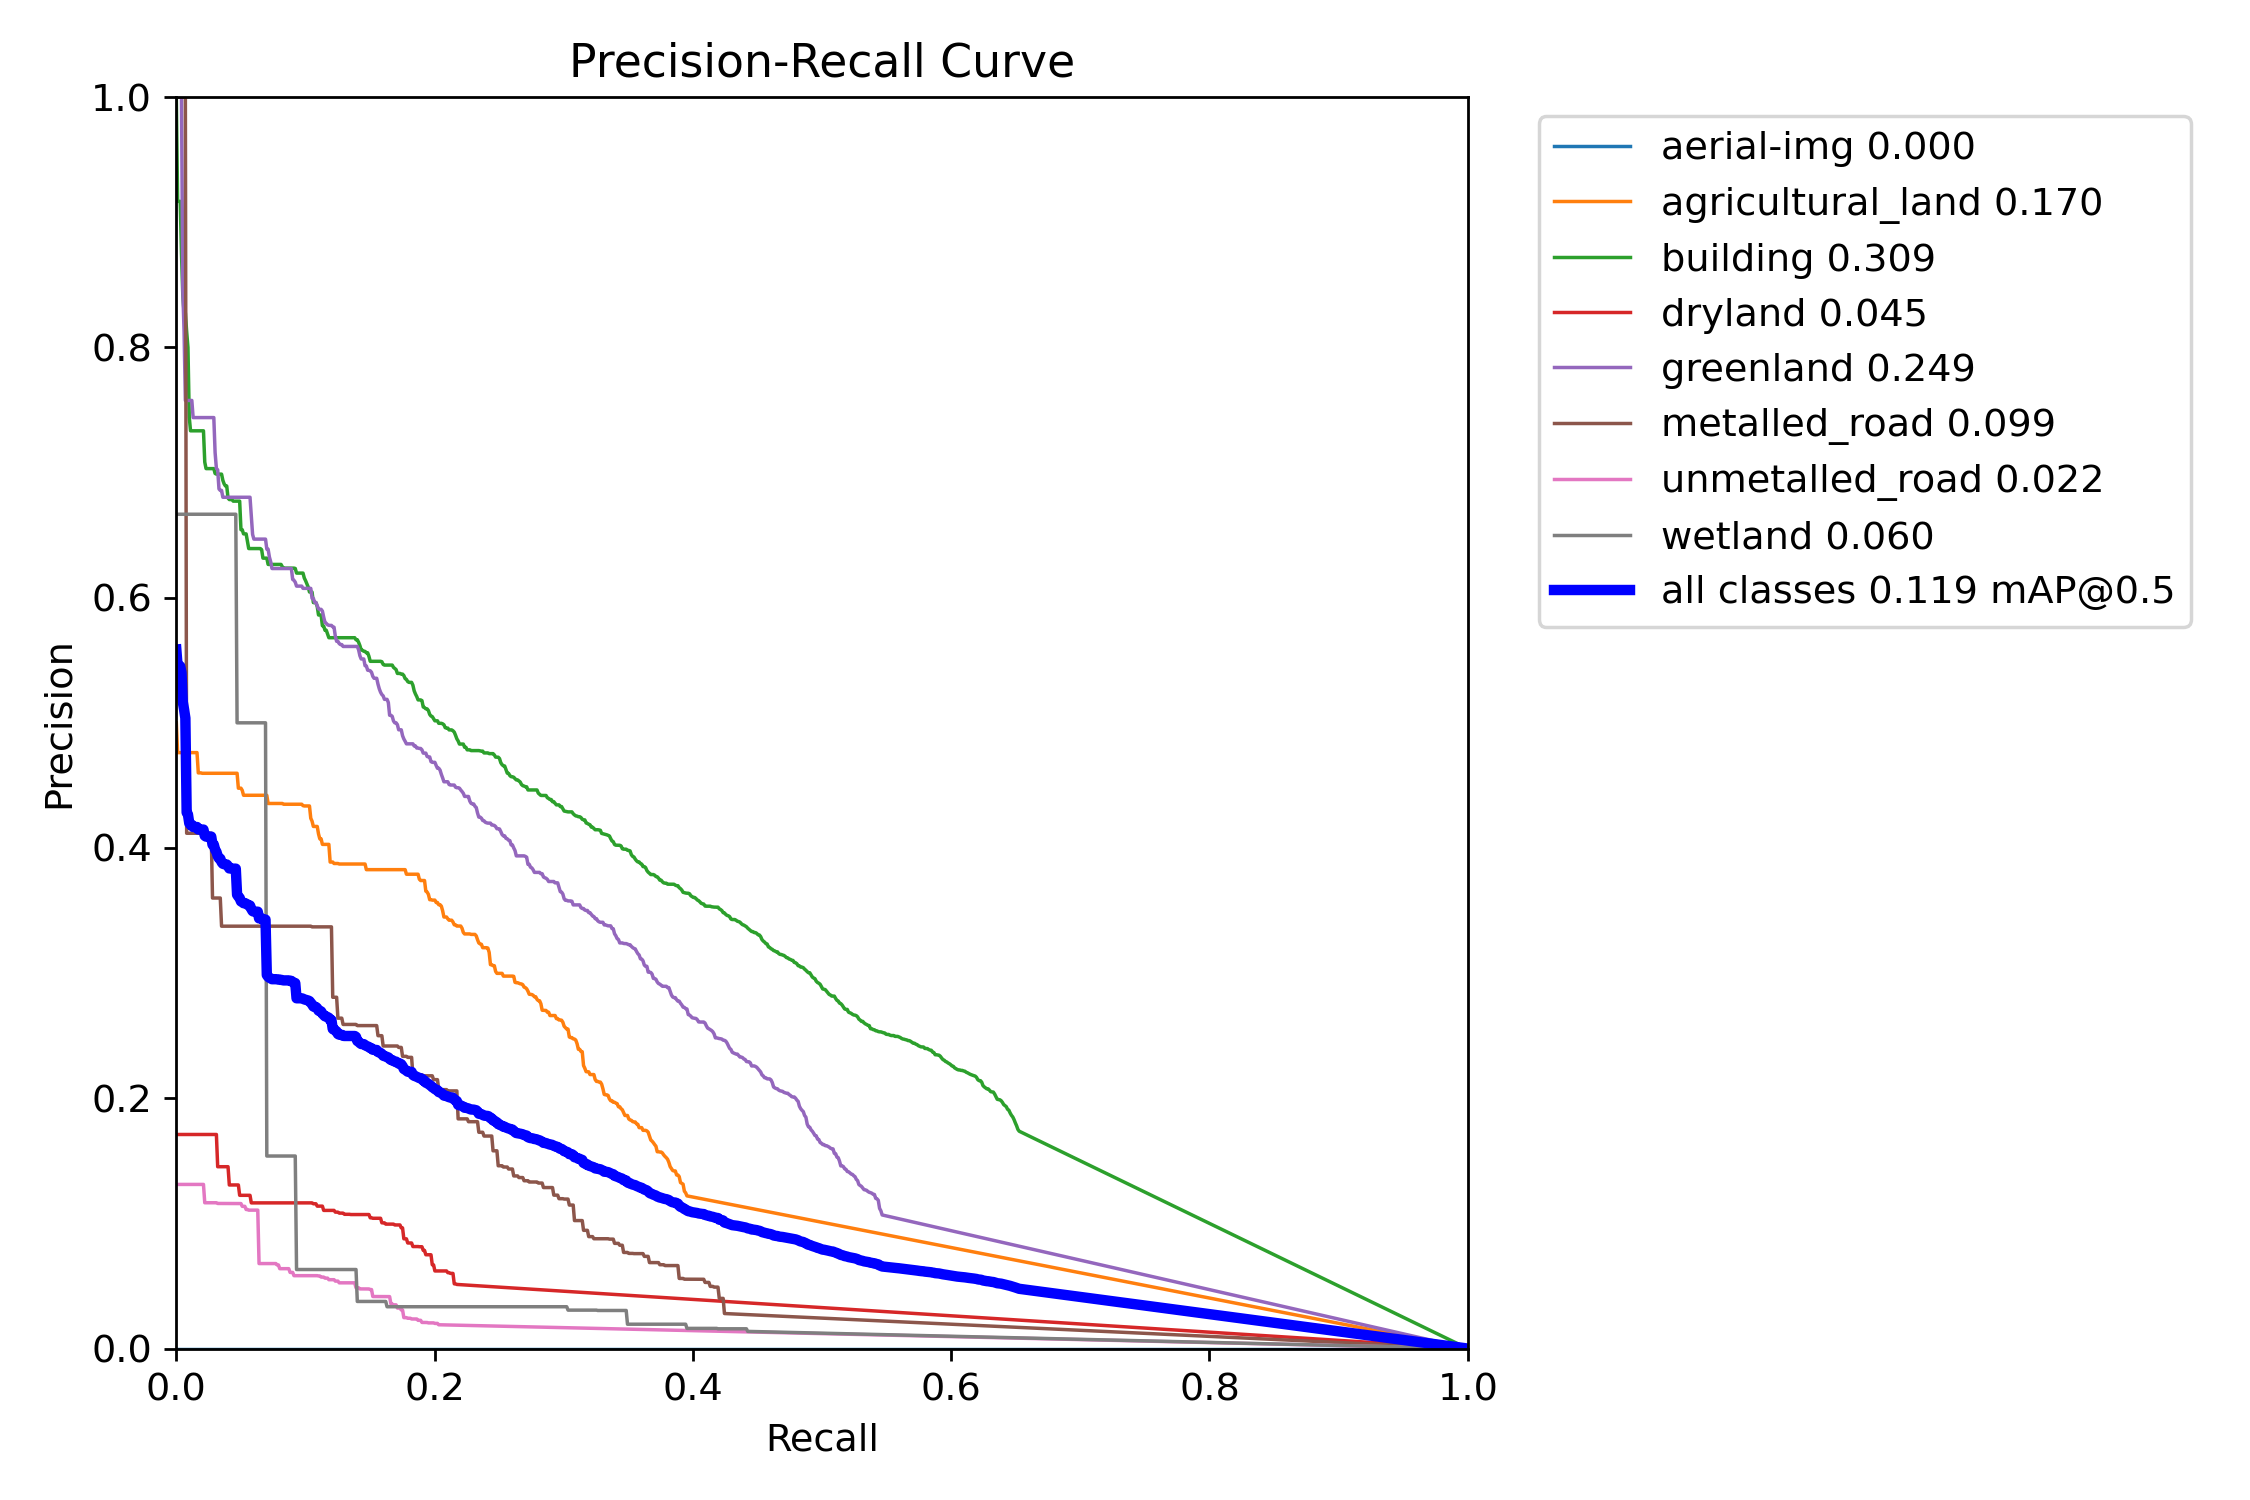 Precision-Recall Curve
1.0
0.8
0.6
0.4
0.2
0.0
Precision
0.0 0.2 0.4 0.6 0.8 1.0
Recall
aerial-img 0.000
agricultural_land 0.170
building 0.309
dryland 0.045
greenland 0.249
metalled_road 0.099
unmetalled_road 0.022
wetland 0.060
all classes 0.119 mAP@0.5